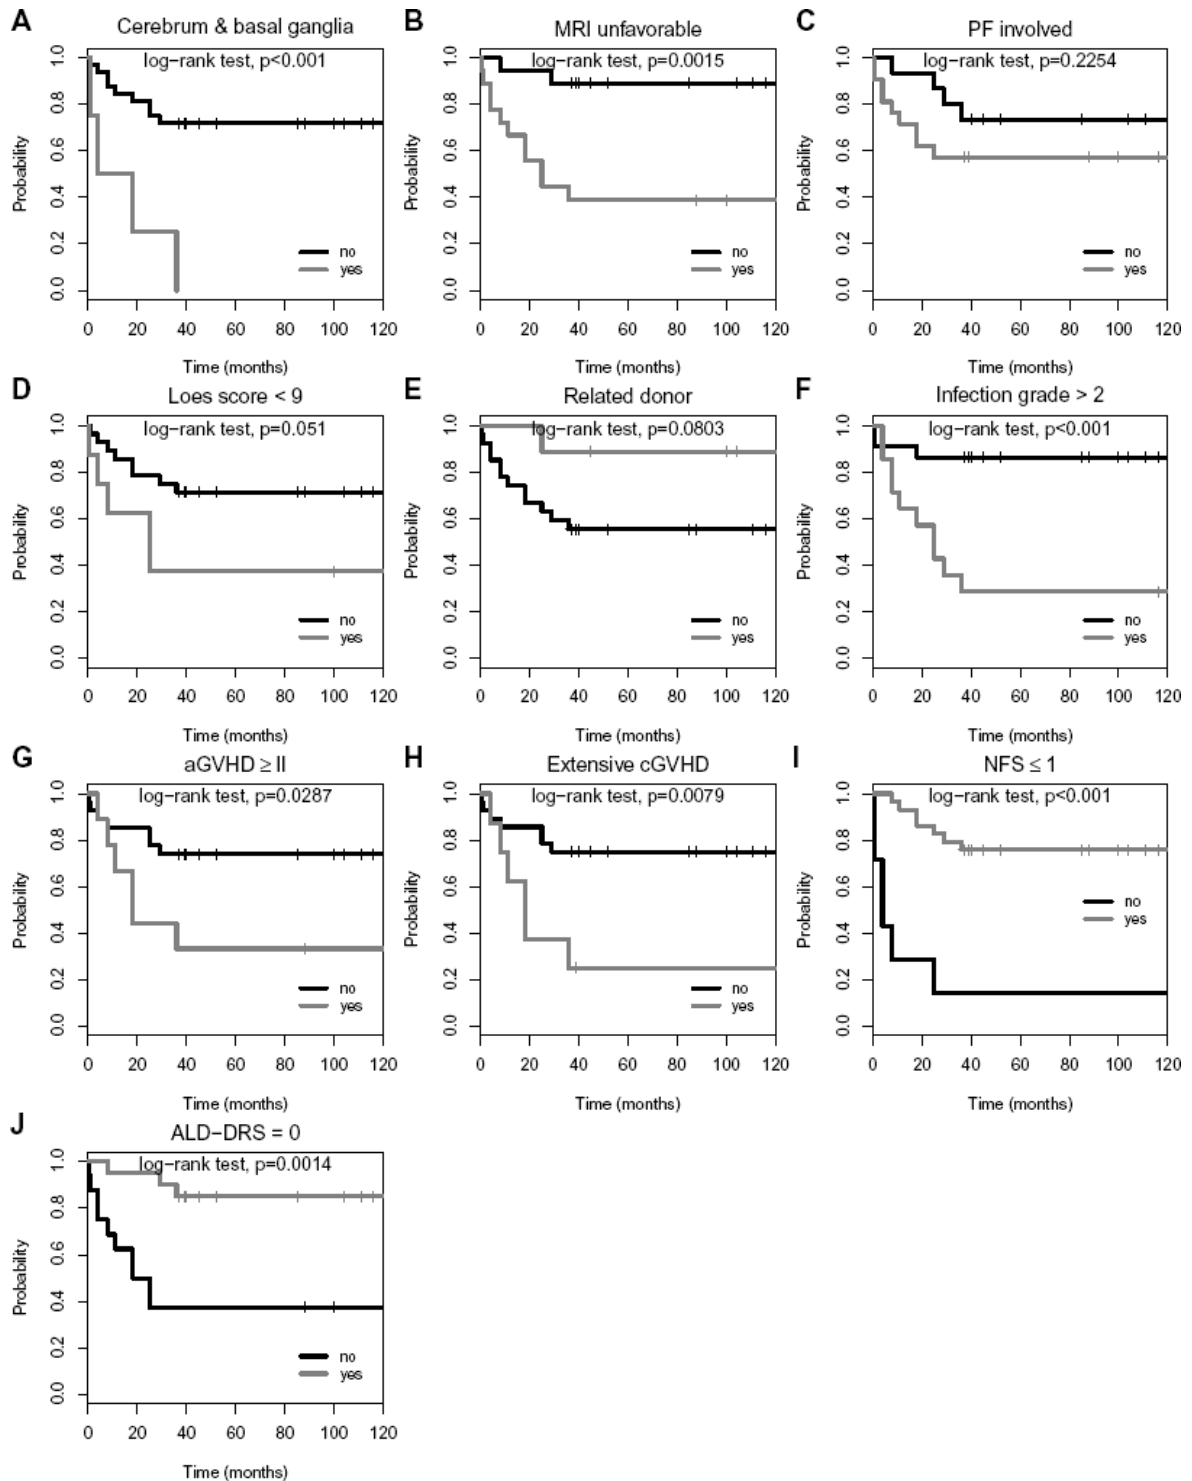 A
Cerebrum & basal ganglia
log−rank test, p<0.001
Probability
1.0
0.8
0.6
0.4
0.2
0.0
no
yes
0 20 40 60 80 100 120
Time (months)
B
MRI unfavorable
log−rank test, p=0.0015
Probability
1.0
0.8
0.6
0.4
0.2
0.0
no
yes
0 20 40 60 80 100 120
Time (months)
C
PF involved
log−rank test, p=0.2254
Probability
1.0
0.8
0.6
0.4
0.2
0.0
no
yes
0 20 40 60 80 100 120
Time (months)
D
Loes score < 9
log−rank test, p=0.051
Probability
1.0
0.8
0.6
0.4
0.2
0.0
no
yes
0 20 40 60 80 100 120
Time (months)
E
Related donor
log−rank test, p=0.0803
Probability
1.0
0.8
0.6
0.4
0.2
0.0
no
yes
0 20 40 60 80 100 120
Time (months)
F
Infection grade > 2
log−rank test, p<0.001
Probability
1.0
0.8
0.6
0.4
0.2
0.0
no
yes
0 20 40 60 80 100 120
Time (months)
G
aGVHD ≥ II
log−rank test, p=0.0287
Probability
1.0
0.8
0.6
0.4
0.2
0.0
no
yes
0 20 40 60 80 100 120
Time (months)
H
Extensive cGVHD
log−rank test, p=0.0079
Probability
1.0
0.8
0.6
0.4
0.2
0.0
no
yes
0 20 40 60 80 100 120
Time (months)
I
NFS ≤ 1
log−rank test, p<0.001
Probability
1.0
0.8
0.6
0.4
0.2
0.0
no
yes
0 20 40 60 80 100 120
Time (months)
J
ALD−DRS = 0
log−rank test, p=0.0014
Probability
1.0
0.8
0.6
0.4
0.2
0.0
no
yes
0 20 40 60 80 100 120
Time (months)